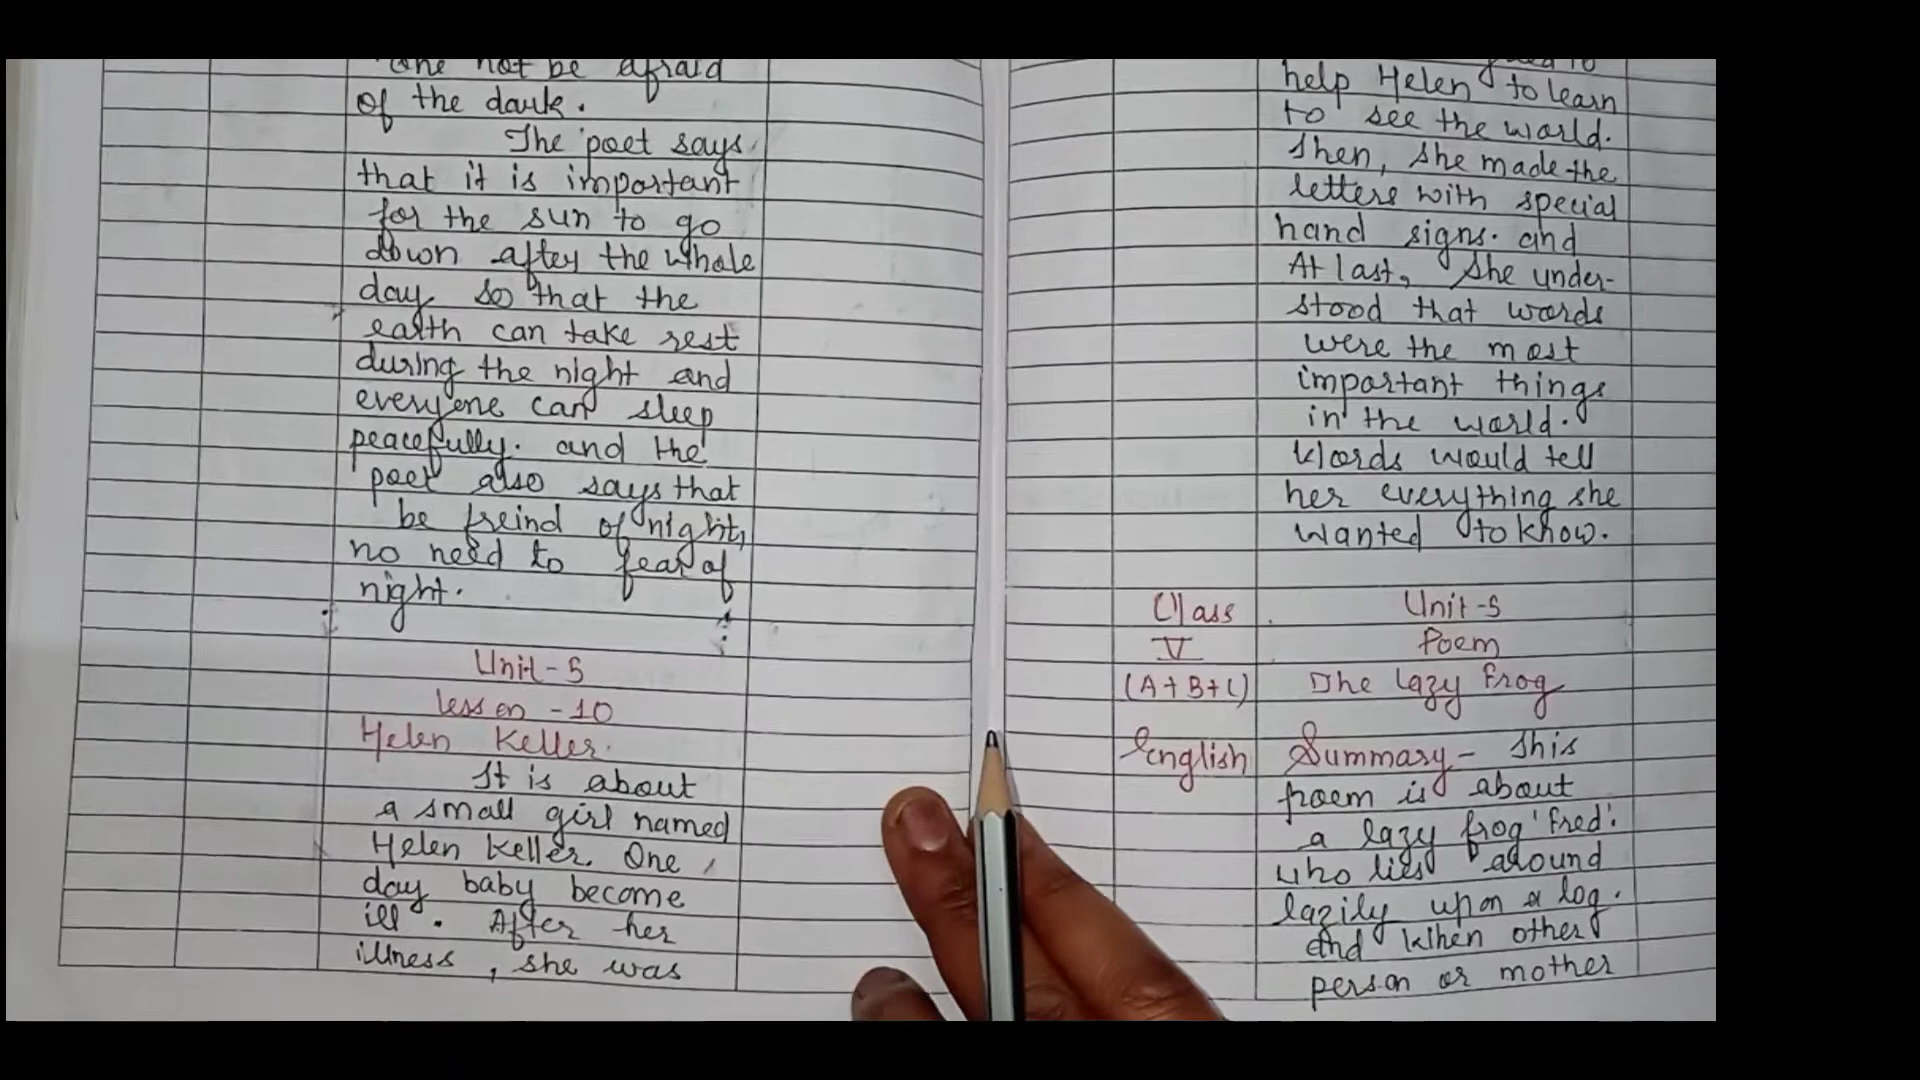 one not be afraid
of the dark.
The poet says
that it is important
for the sun to go
down after the whole
day so that the
earth can take rest
during the night and
everyone can sleep
peacefully. and the
poet also says that
be freind of night,
no need to fear of
night.
Unit-5
lesson -10
Helen Keller.
It is about
a small girl named
Helen Keller. One
day baby become
ill. After her
illness, she was
help Helen to learn
to see the world.
Then, she made the
letters with special
hand signs. and
At last, she under-
stood that words
were the most
important things
in the world.
Words would tell
her everything she
wanted to know.
Class
V
(A+B+C)
English
Unit-5
Poem
The lazy frog
Summary- This
poem is about
a lazy frog 'Fred'.
who lies around
lazily upon a log.
and When other
person or mother